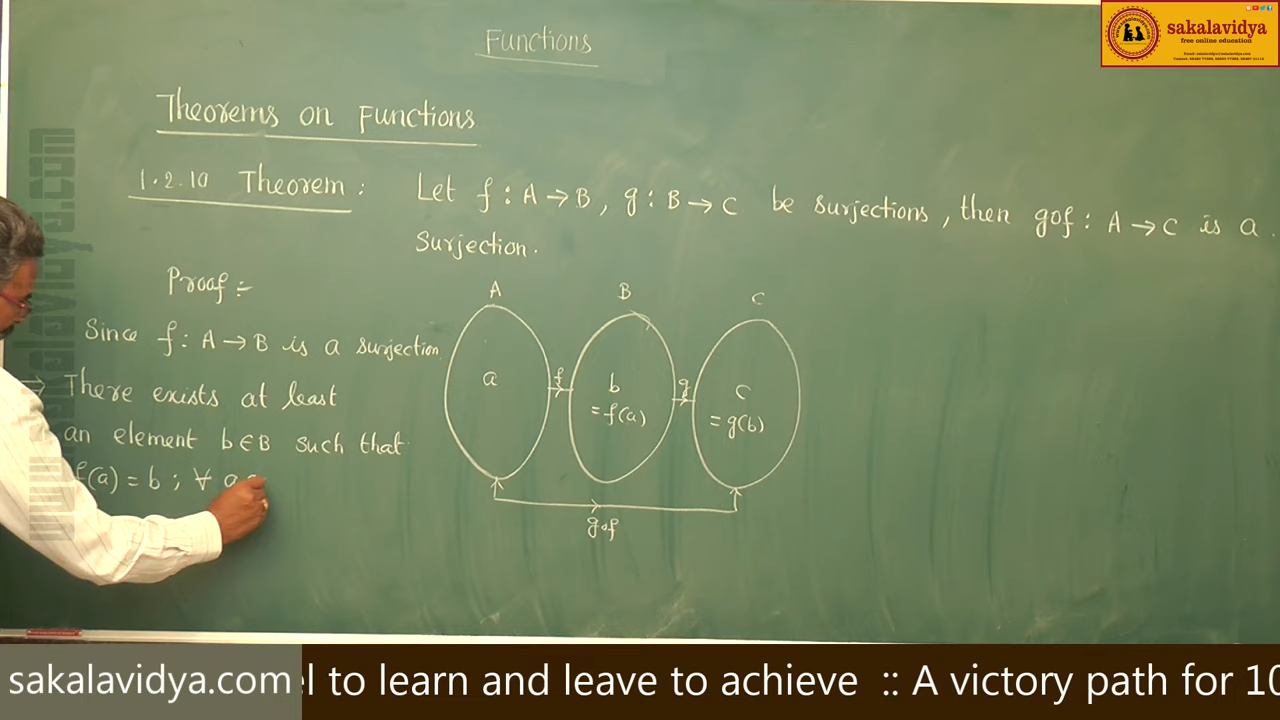 Functions
sakalavidya
free online education
Theorems on Functions
1.2.10 Theorem : Let f : A → B , g : B → C be surjections , then gof : A → C is a
Surjection .
Proof :-
A B C
Since f : A → B is a surjection
⇒ There exists at least
an element b ∈ B such that
f(a) = b ; ∀ a
a f b g c
= f(a) = g(b)
gof
sakalavidya.com
l to learn and leave to achieve :: A victory path for 10